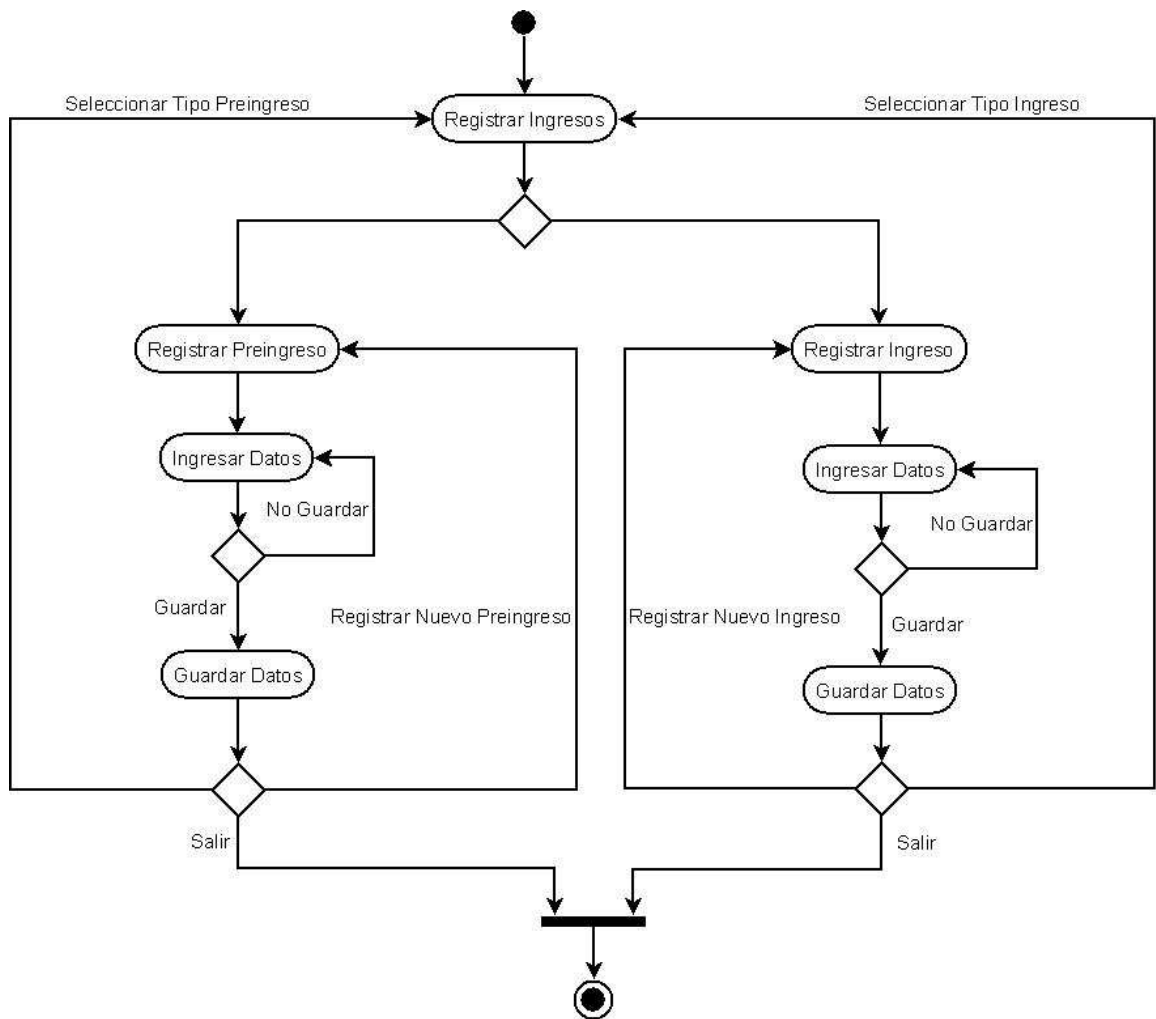 Seleccionar Tipo Preingreso
Seleccionar Tipo Ingreso
Registrar Ingresos
Registrar Preingreso
Registrar Ingreso
Ingresar Datos
Ingresar Datos
No Guardar
No Guardar
Guardar
Registrar Nuevo Preingreso
Registrar Nuevo Ingreso
Guardar
Guardar Datos
Guardar Datos
Salir
Salir